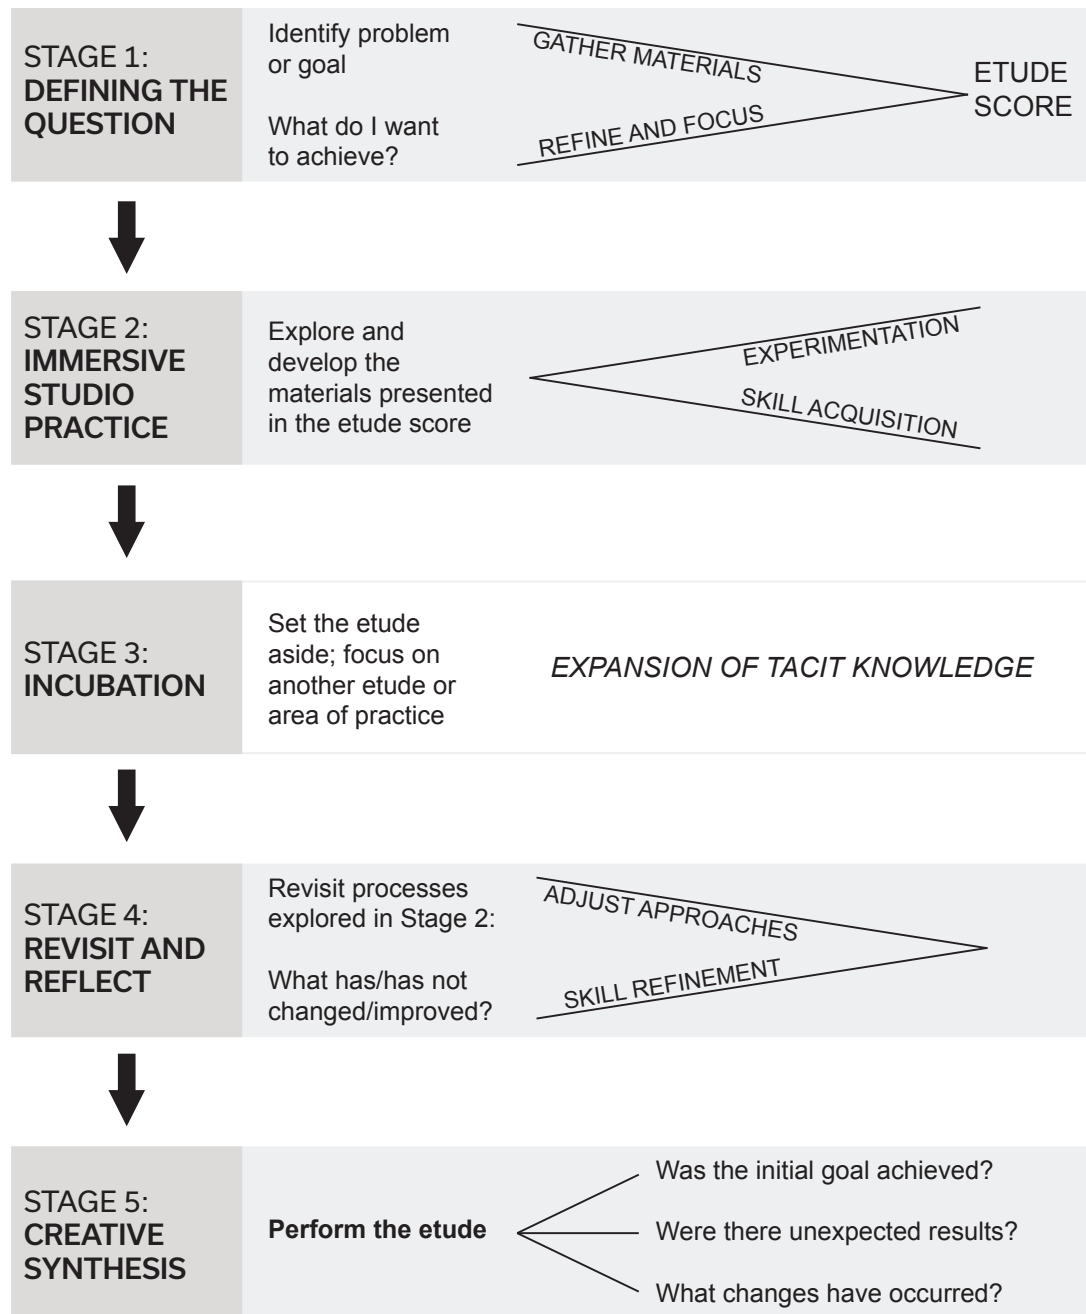 STAGE 1:
DEFINING THE
QUESTION
Identify problem
or goal
What do I want
to achieve?
GATHER MATERIALS
REFINE AND FOCUS
ETUDE
SCORE
STAGE 2:
IMMERSIVE
STUDIO
PRACTICE
Explore and
develop the
materials presented
in the etude score
EXPERIMENTATION
SKILL ACQUISITION
STAGE 3:
INCUBATION
Set the etude
aside; focus on
another etude or
area of practice
EXPANSION OF TACIT KNOWLEDGE
STAGE 4:
REVISIT AND
REFLECT
Revisit processes
explored in Stage 2:
What has/has not
changed/improved?
ADJUST APPROACHES
SKILL REFINEMENT
STAGE 5:
CREATIVE
SYNTHESIS
Perform the etude
Was the initial goal achieved?
Were there unexpected results?
What changes have occurred?